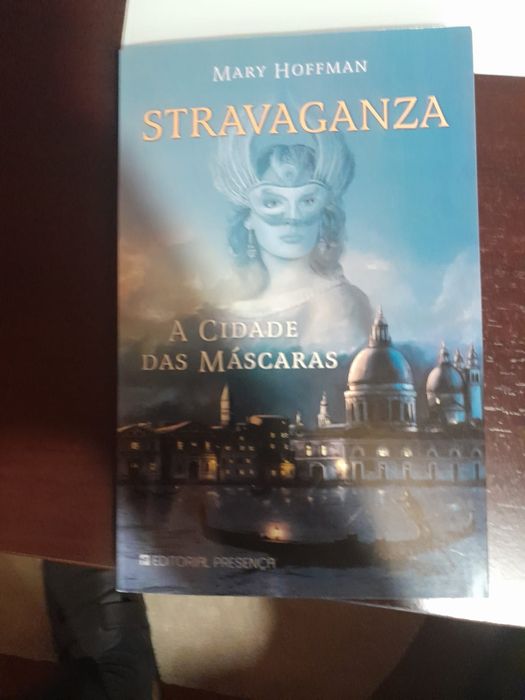 MARY HOFFMAN
STRAVAGANZA
A CIDADE
DAS MÁSCARAS
EDITORIAL PRESENÇA